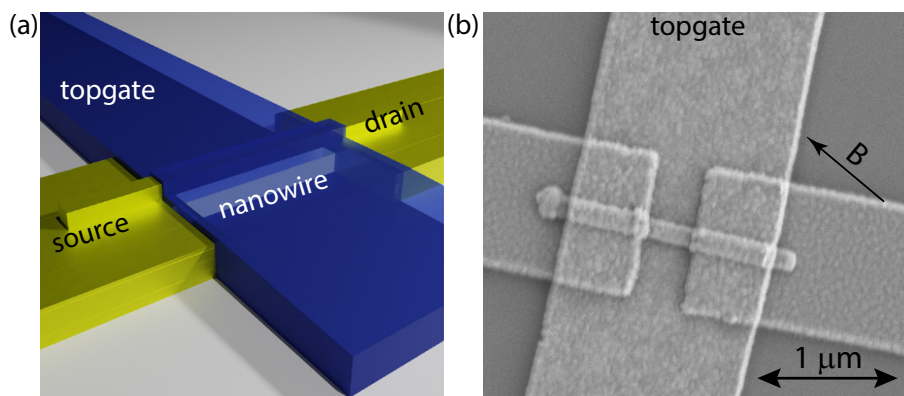 (a)
topgate
drain
nanowire
source
(b)
topgate
B
1 μm